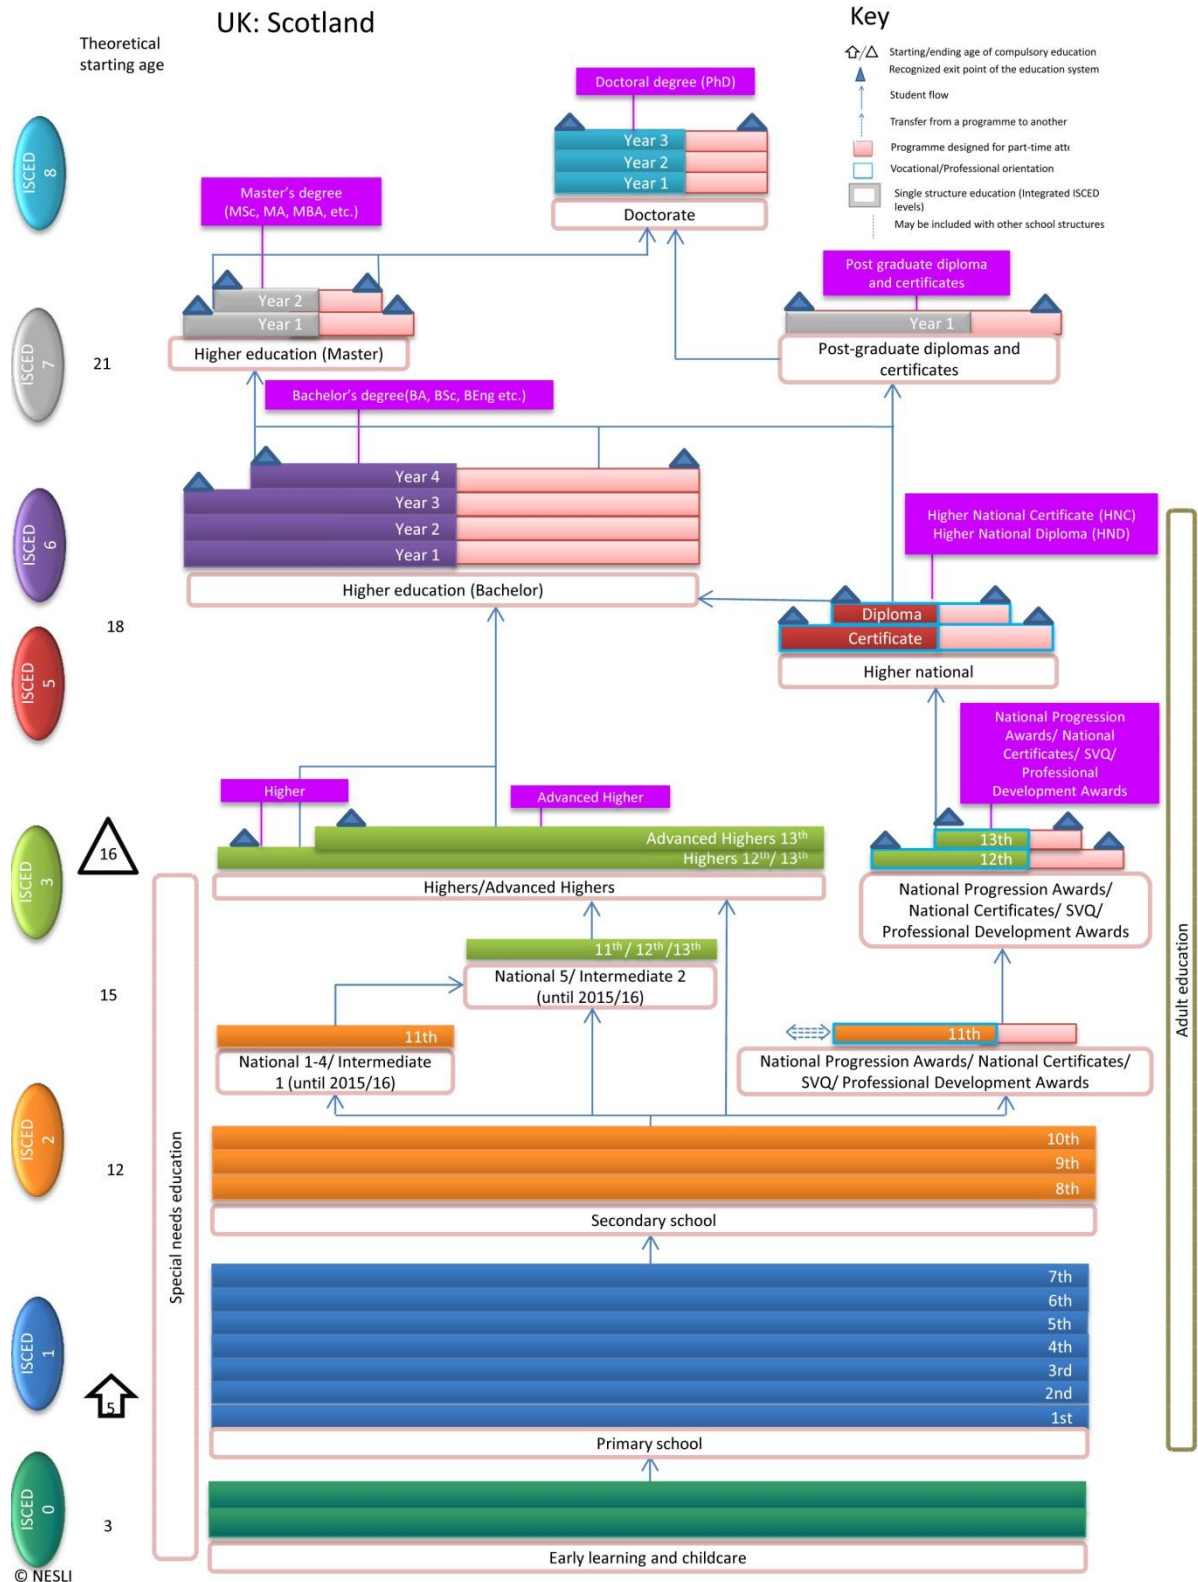 UK: Scotland
Key
Theoretical
starting age
Starting/ending age of compulsory education
Recognized exit point of the education system
Student flow
Transfer from a programme to another
Programme designed for part-time atte
Vocational/Professional orientation
Single structure education (Integrated ISCED
levels)
May be included with other school structures
Doctoral degree (PhD)
ISCED
8
Year 3
Year 2
Year 1
Doctorate
Master's degree
(MSc, MA, MBA, etc.)
Post graduate diploma
and certificates
ISCED
7
21
Year 2
Year 1
Higher education (Master)
Year 1
Post-graduate diplomas and
certificates
Bachelor's degree(BA, BSc, BEng etc.)
ISCED
6
Year 4
Year 3
Year 2
Year 1
Higher education (Bachelor)
Higher National Certificate (HNC)
Higher National Diploma (HND)
18
ISCED
5
Diploma
Certificate
Higher national
National Progression
Awards/ National
Certificates/ SVQ/
Professional
Development Awards
Higher
Advanced Higher
ISCED
3
16
Advanced Highers 13th
Highers 12th/ 13th
Highers/Advanced Highers
13th
12th
National Progression Awards/
National Certificates/ SVQ/
Professional Development Awards
11th / 12th /13th
National 5/ Intermediate 2
(until 2015/16)
15
11th
National 1-4/ Intermediate
1 (until 2015/16)
11th
National Progression Awards/ National Certificates/
SVQ/ Professional Development Awards
Adult education
Special needs education
ISCED
2
12
10th
9th
8th
Secondary school
ISCED
1
5
7th
6th
5th
4th
3rd
2nd
1st
Primary school
ISCED
0
3
Early learning and childcare
© NESLI